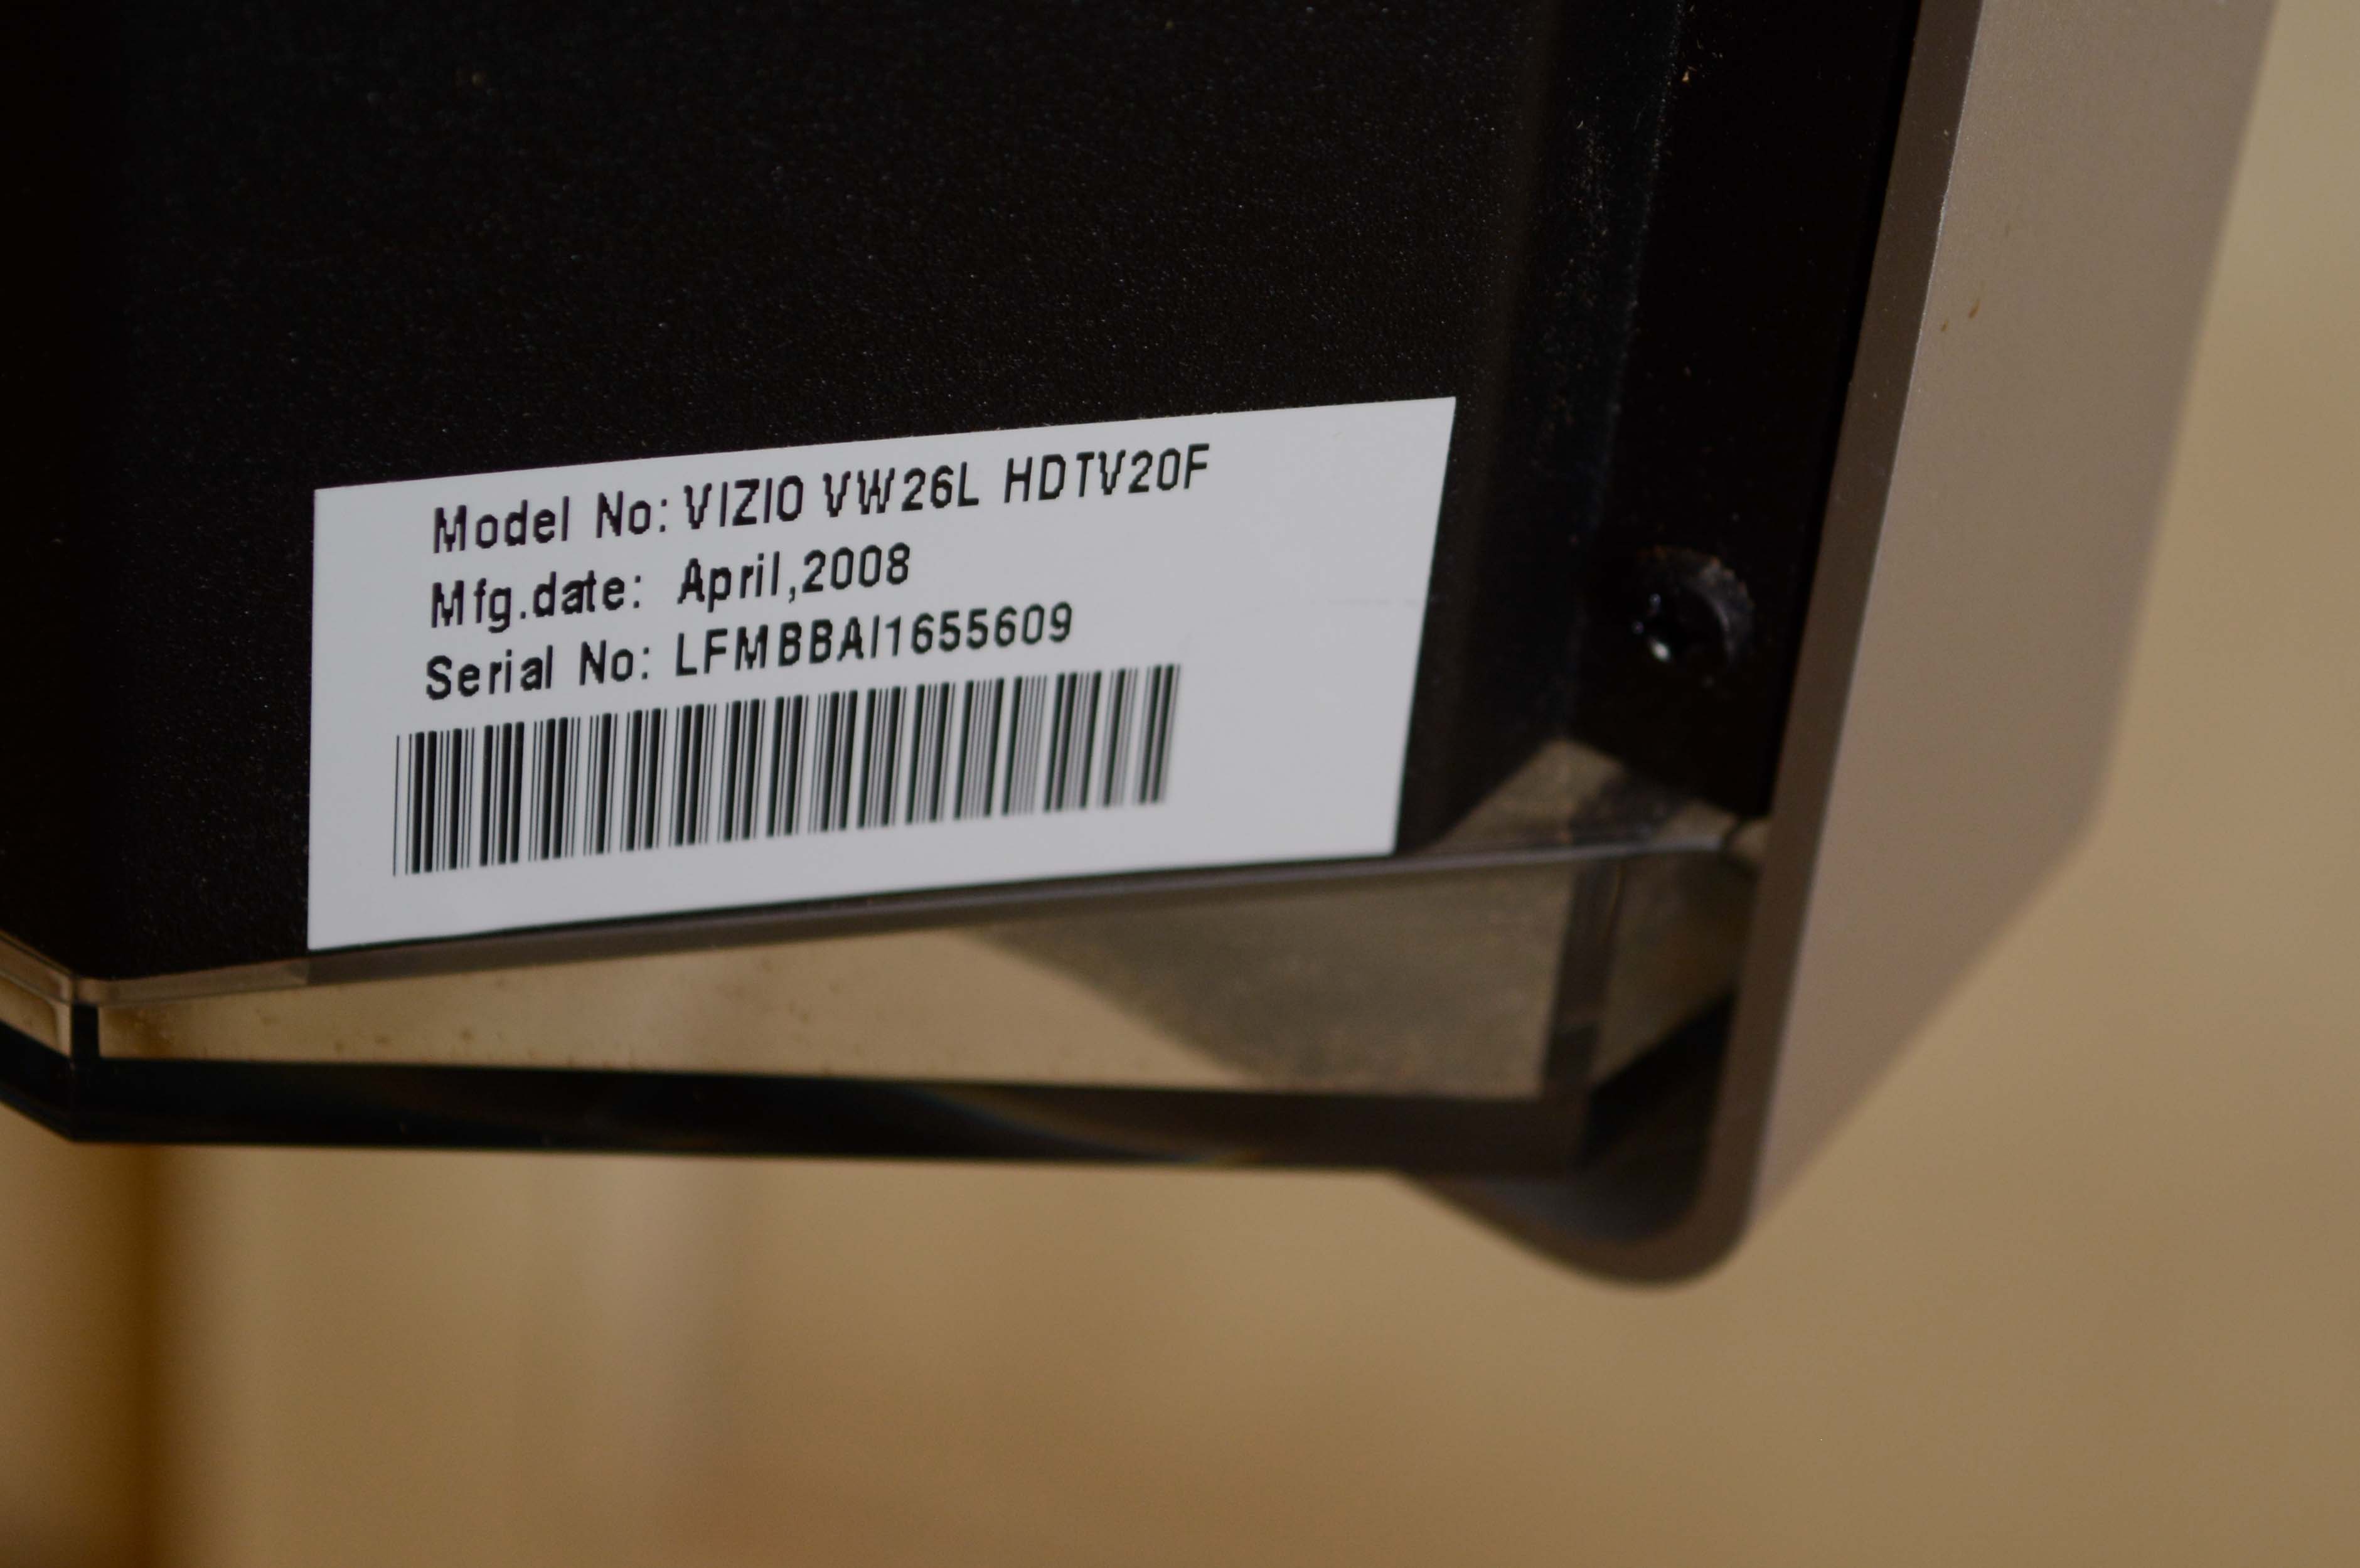 Model No: VIZIO VW26L HDTV20F
Mfg.date: April,2008
Serial No: LFMBBAI1655609